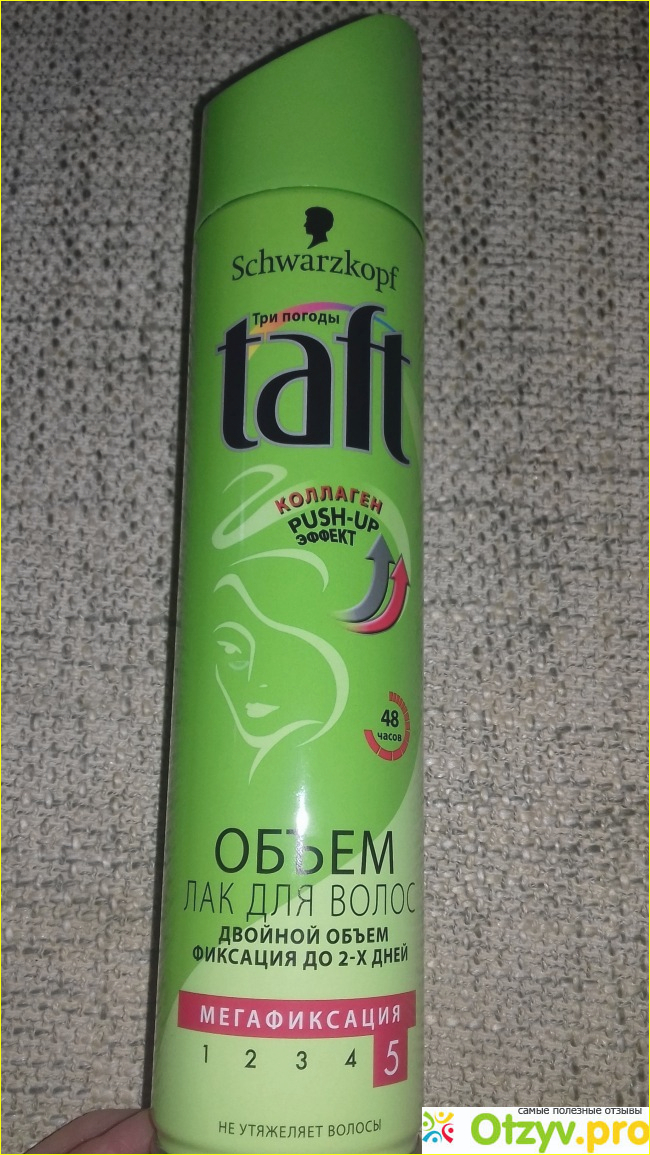 Schwarzkopf
Три погоды
taft
КОЛЛАГЕН
PUSH-UP
ЭФФЕКТ
48
часов
ОБЪЕМ
ЛАК ДЛЯ ВОЛОС
ДВОЙНОЙ ОБЪЕМ
ФИКСАЦИЯ ДО 2-Х ДНЕЙ
МЕГАФИКСАЦИЯ
1 2 3 4 5
НЕ УТЯЖЕЛЯЕТ ВОЛОСЫ
самые полезные отзывы
Otzyv.pro